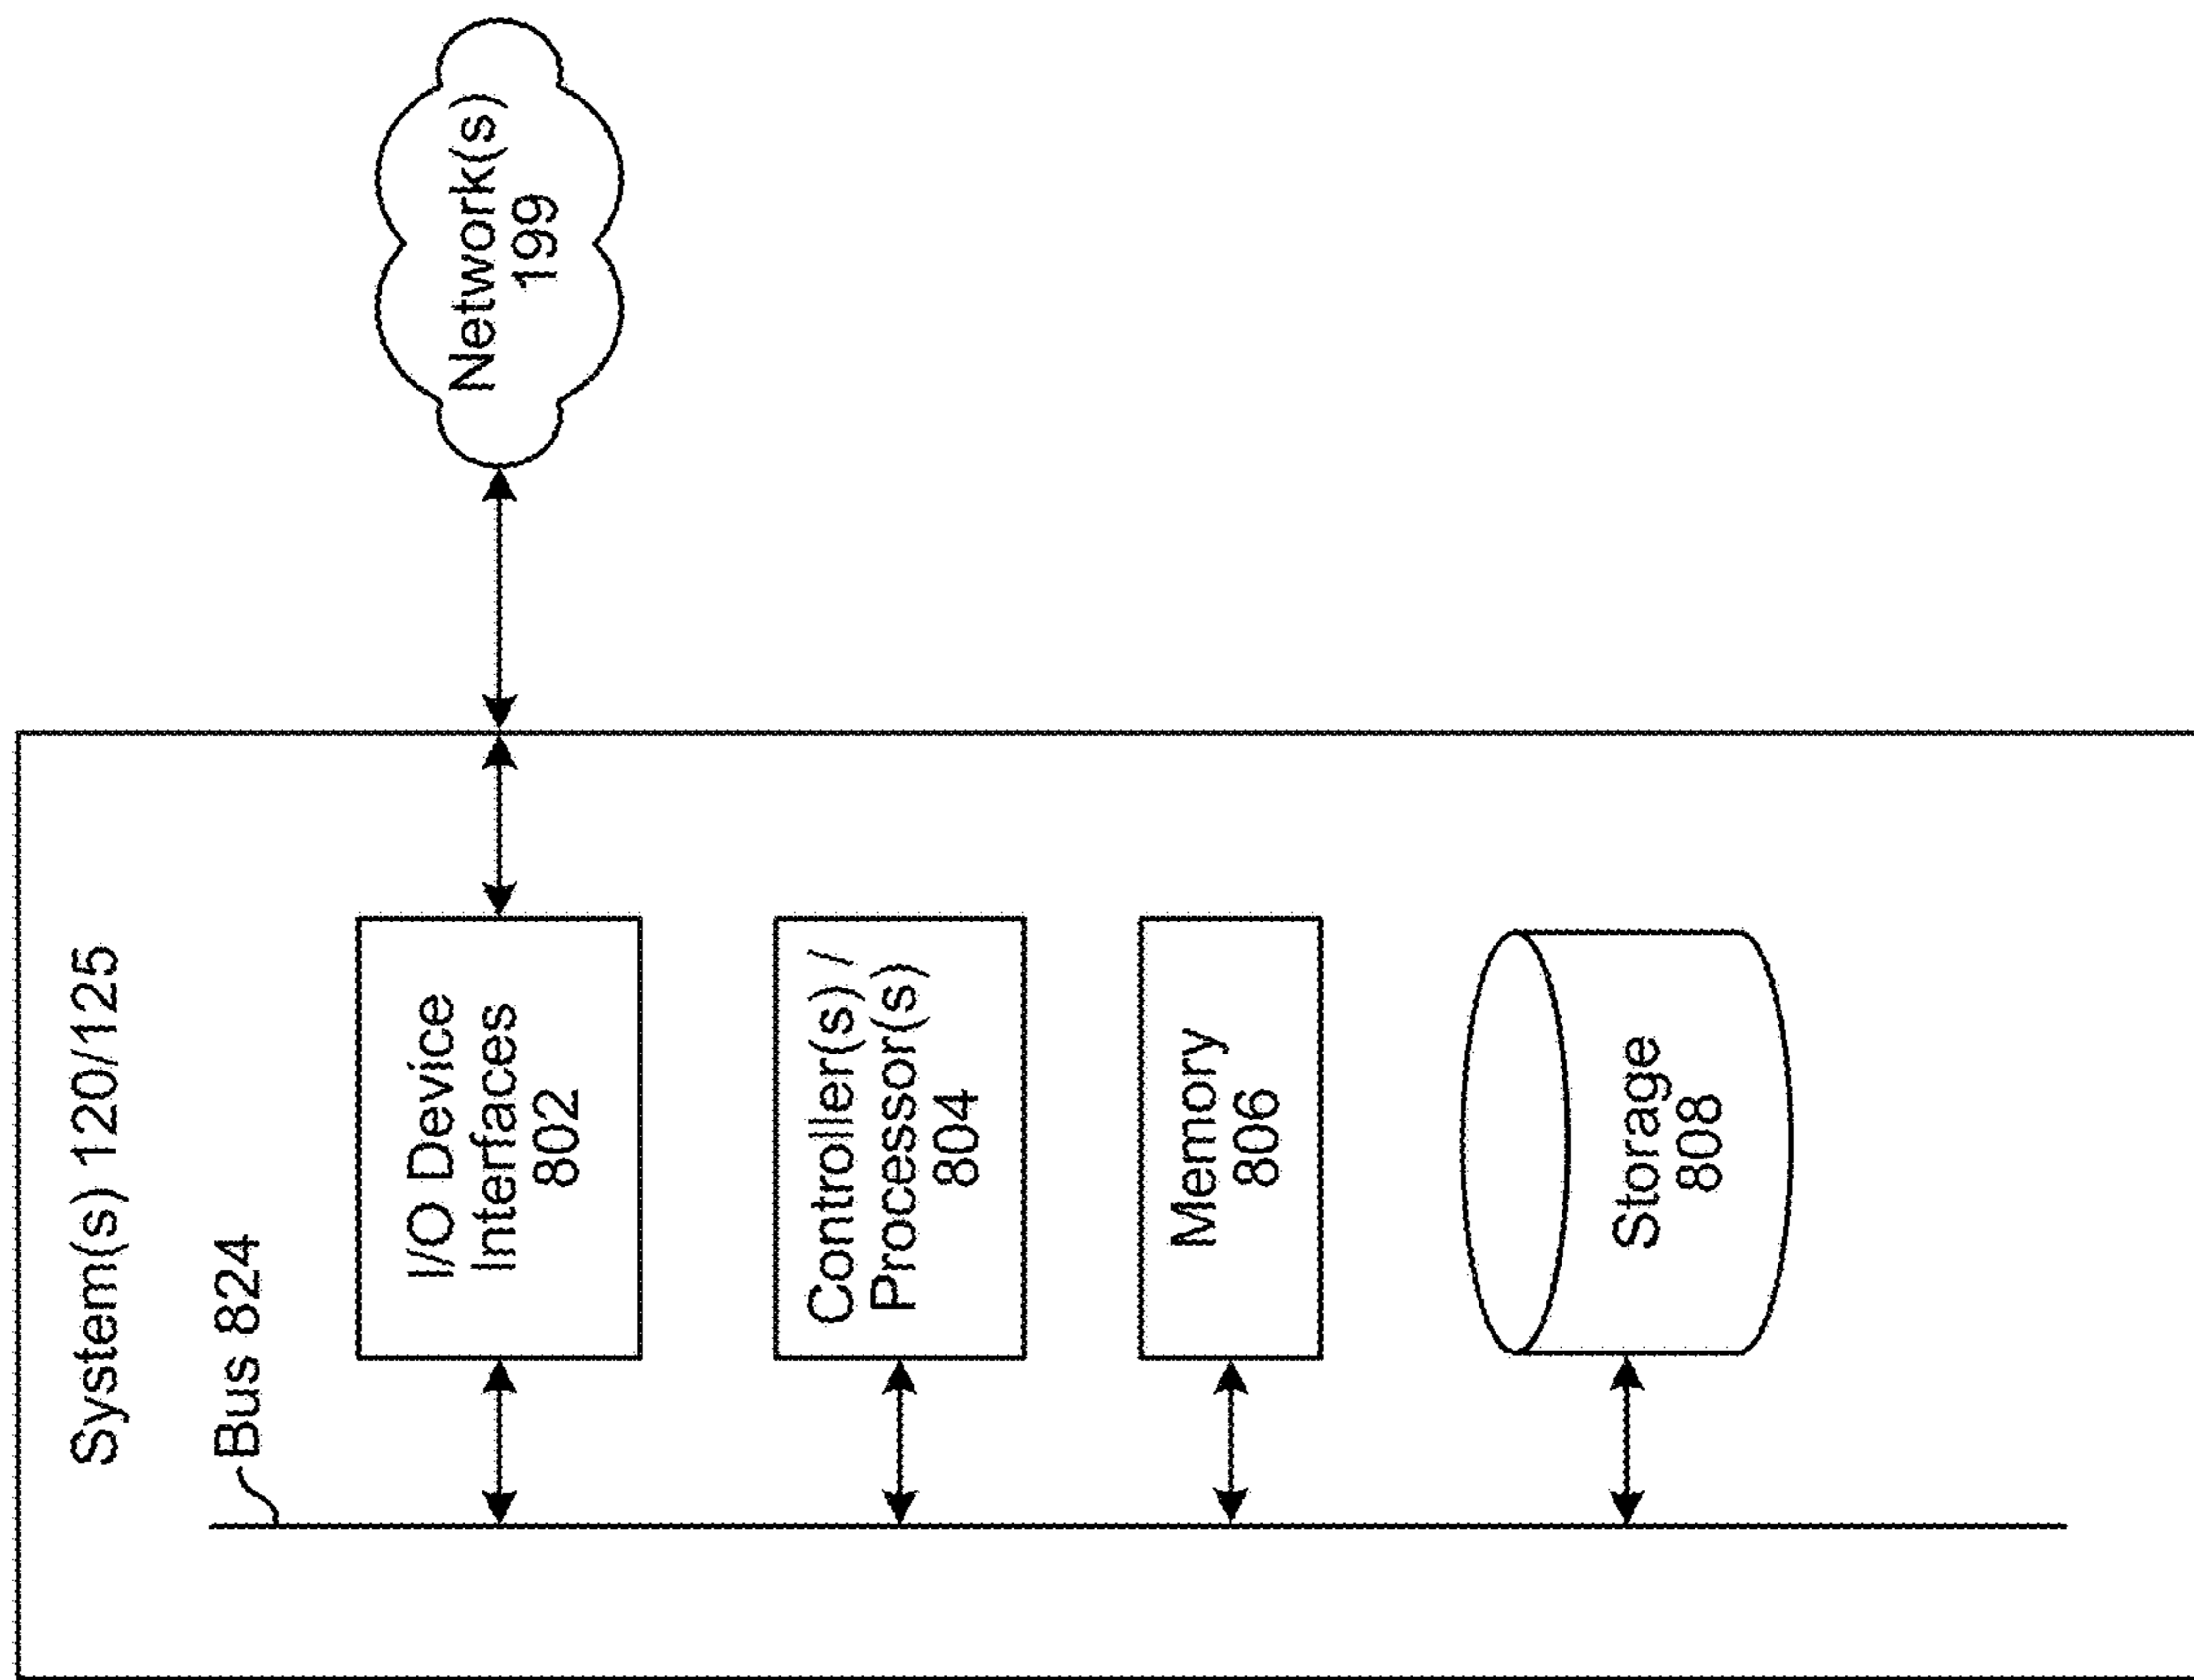 System(s) 120/125
Bus 824
I/O Device
Interfaces
802
Network(s)
199
Controller(s) /
Processor(s)
804
Memory
806
Storage
808